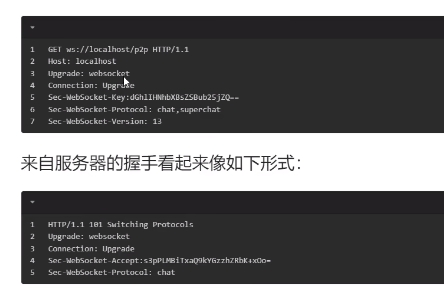 1 GET ws://localhost/p2p HTTP/1.1
2 Host: localhost
3 Upgrade: websocket
4 Connection: Upgrade
5 Sec-WebSocket-Key:dGhlIHNhbXBsZSBub25jZQ==
6 Sec-WebSocket-Protocol: chat,superchat
7 Sec-WebSocket-Version: 13
来自服务器的握手看起来像如下形式：
1 HTTP/1.1 101 Switching Protocols
2 Upgrade: websocket
3 Connection: Upgrade
4 Sec-WebSocket-Accept:s3pPLMBiTxaQ9kYGzzhZRbK+xOo=
5 Sec-WebSocket-Protocol: chat